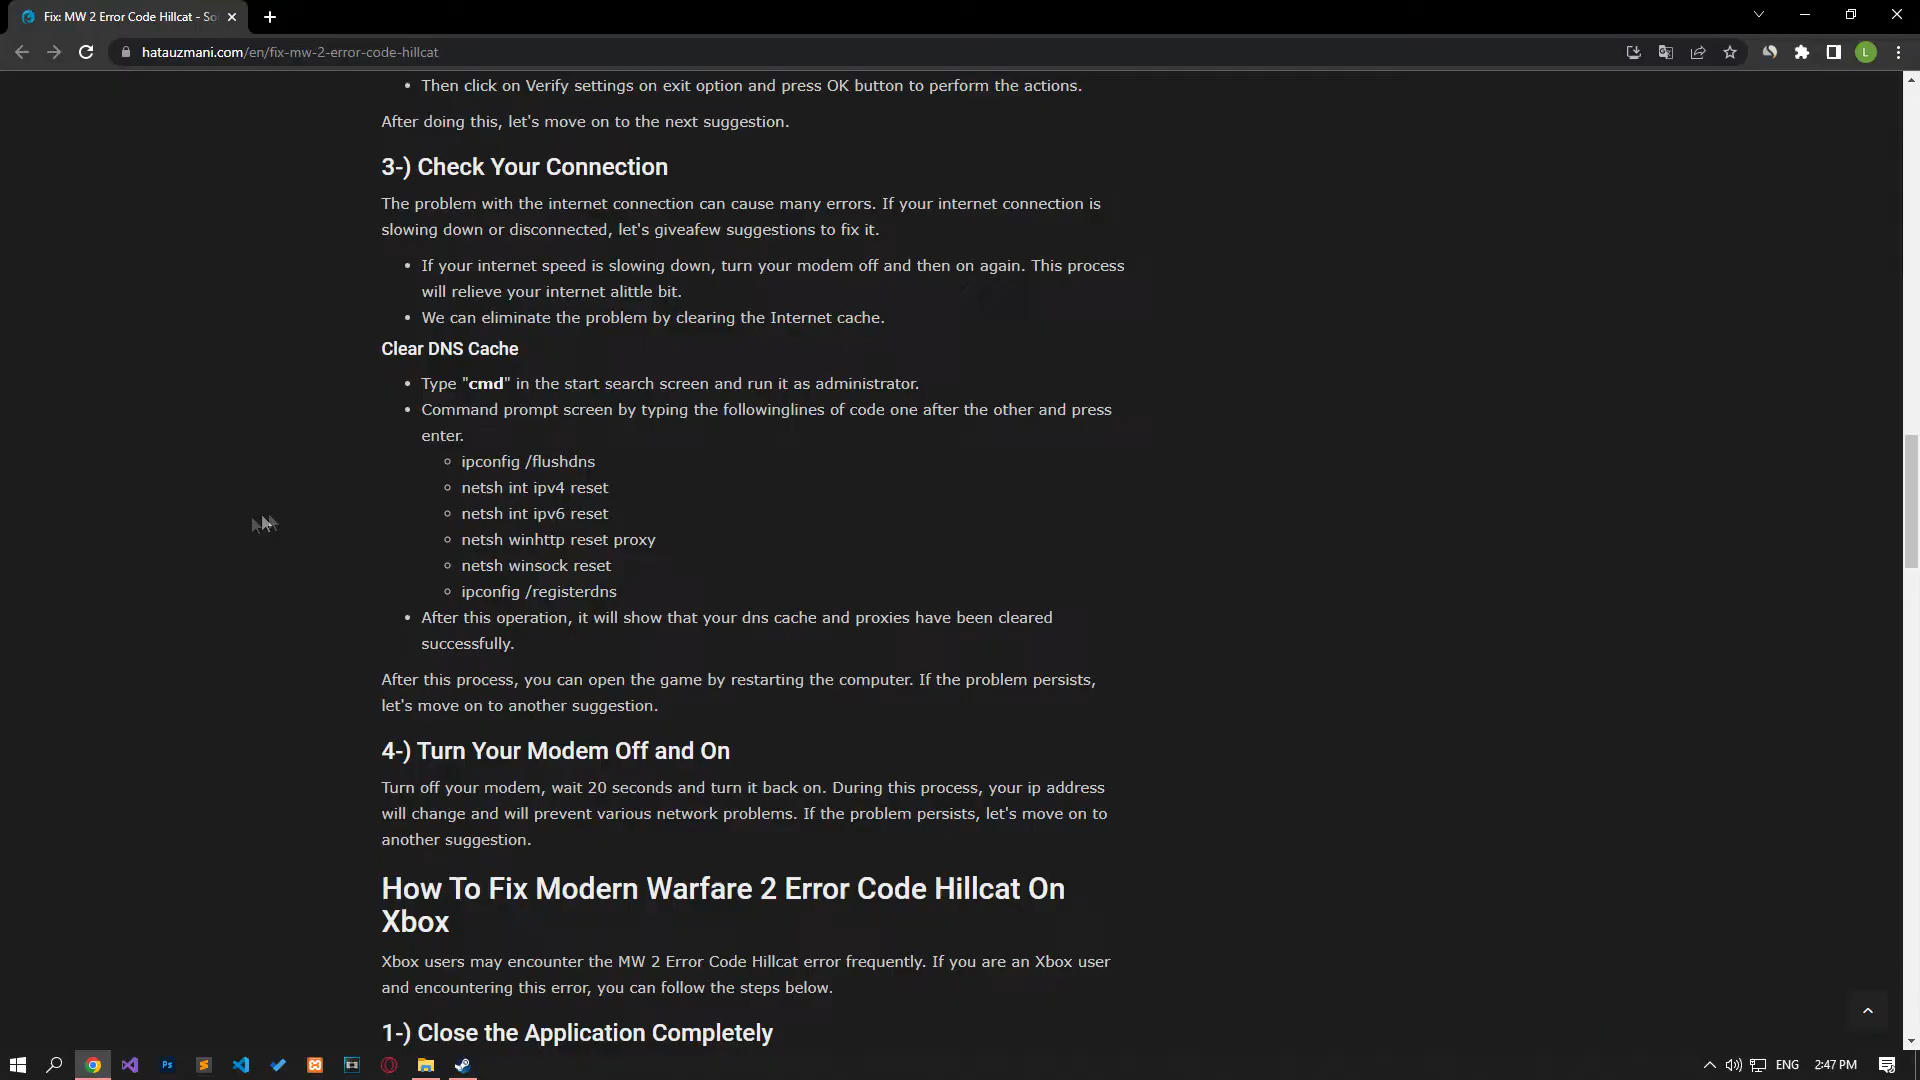 Fix: MW 2 Error Code Hillcat - So
hatauzmani.com/en/fix-mw-2-error-code-hillcat
L
• Then click on Verify settings on exit option and press OK button to perform the actions.
After doing this, let's move on to the next suggestion.
3-) Check Your Connection
The problem with the internet connection can cause many errors. If your internet connection is
slowing down or disconnected, let's giveafew suggestions to fix it.
• If your internet speed is slowing down, turn your modem off and then on again. This process
will relieve your internet alittle bit.
• We can eliminate the problem by clearing the Internet cache.
Clear DNS Cache
• Type "cmd" in the start search screen and run it as administrator.
• Command prompt screen by typing the followinglines of code one after the other and press
enter.
◦ ipconfig /flushdns
◦ netsh int ipv4 reset
◦ netsh int ipv6 reset
◦ netsh winhttp reset proxy
◦ netsh winsock reset
◦ ipconfig /registerdns
• After this operation, it will show that your dns cache and proxies have been cleared
successfully.
After this process, you can open the game by restarting the computer. If the problem persists,
let's move on to another suggestion.
4-) Turn Your Modem Off and On
Turn off your modem, wait 20 seconds and turn it back on. During this process, your ip address
will change and will prevent various network problems. If the problem persists, let's move on to
another suggestion.
How To Fix Modern Warfare 2 Error Code Hillcat On
Xbox
Xbox users may encounter the MW 2 Error Code Hillcat error frequently. If you are an Xbox user
and encountering this error, you can follow the steps below.
1-) Close the Application Completely
Ps
ENG
2:47 PM